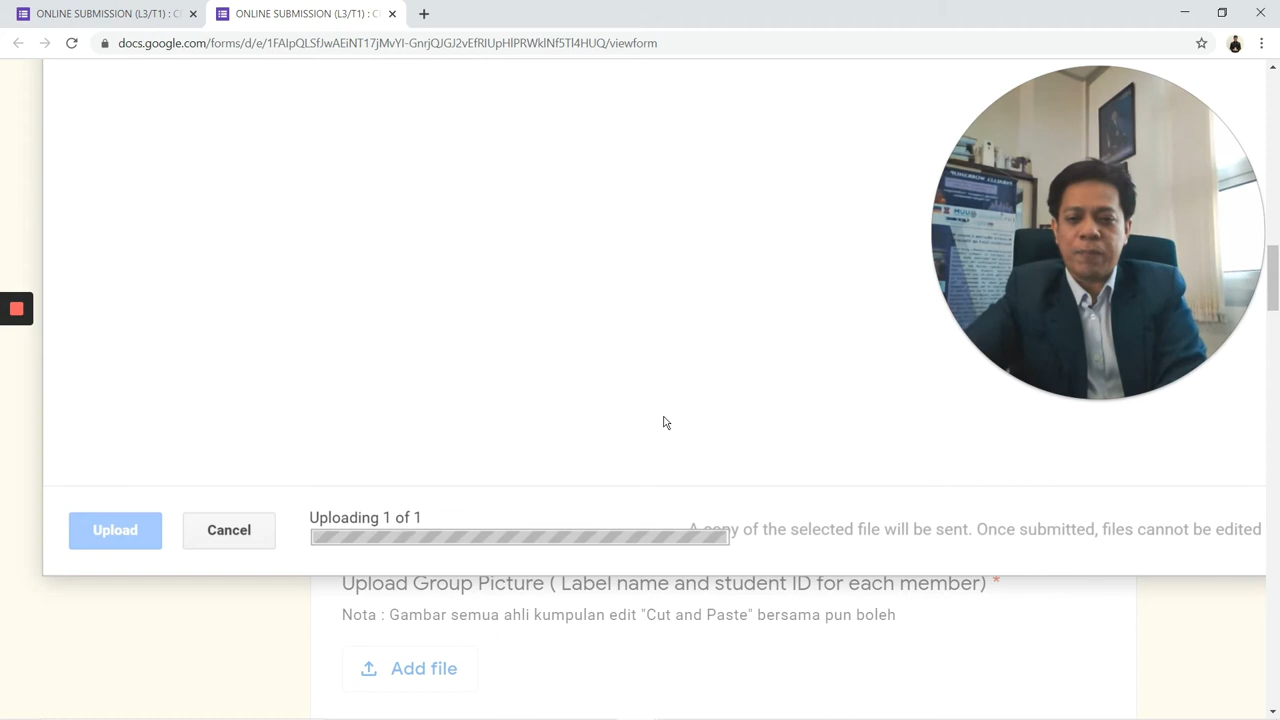 ONLINE SUBMISSION (L3/T1) : C
ONLINE SUBMISSION (L3/T1) : C
docs.google.com/forms/d/e/1FAIpQLSfJwAEiNT17jMvYI-GnrjQJGJ2vEfRIUpHlPRWklNf5Tl4HUQ/viewform
Upload
Cancel
Uploading 1 of 1
A copy of the selected file will be sent. Once submitted, files cannot be edited
Upload Group Picture ( Label name and student ID for each member) *
Nota : Gambar semua ahli kumpulan edit "Cut and Paste" bersama pun boleh
Add file